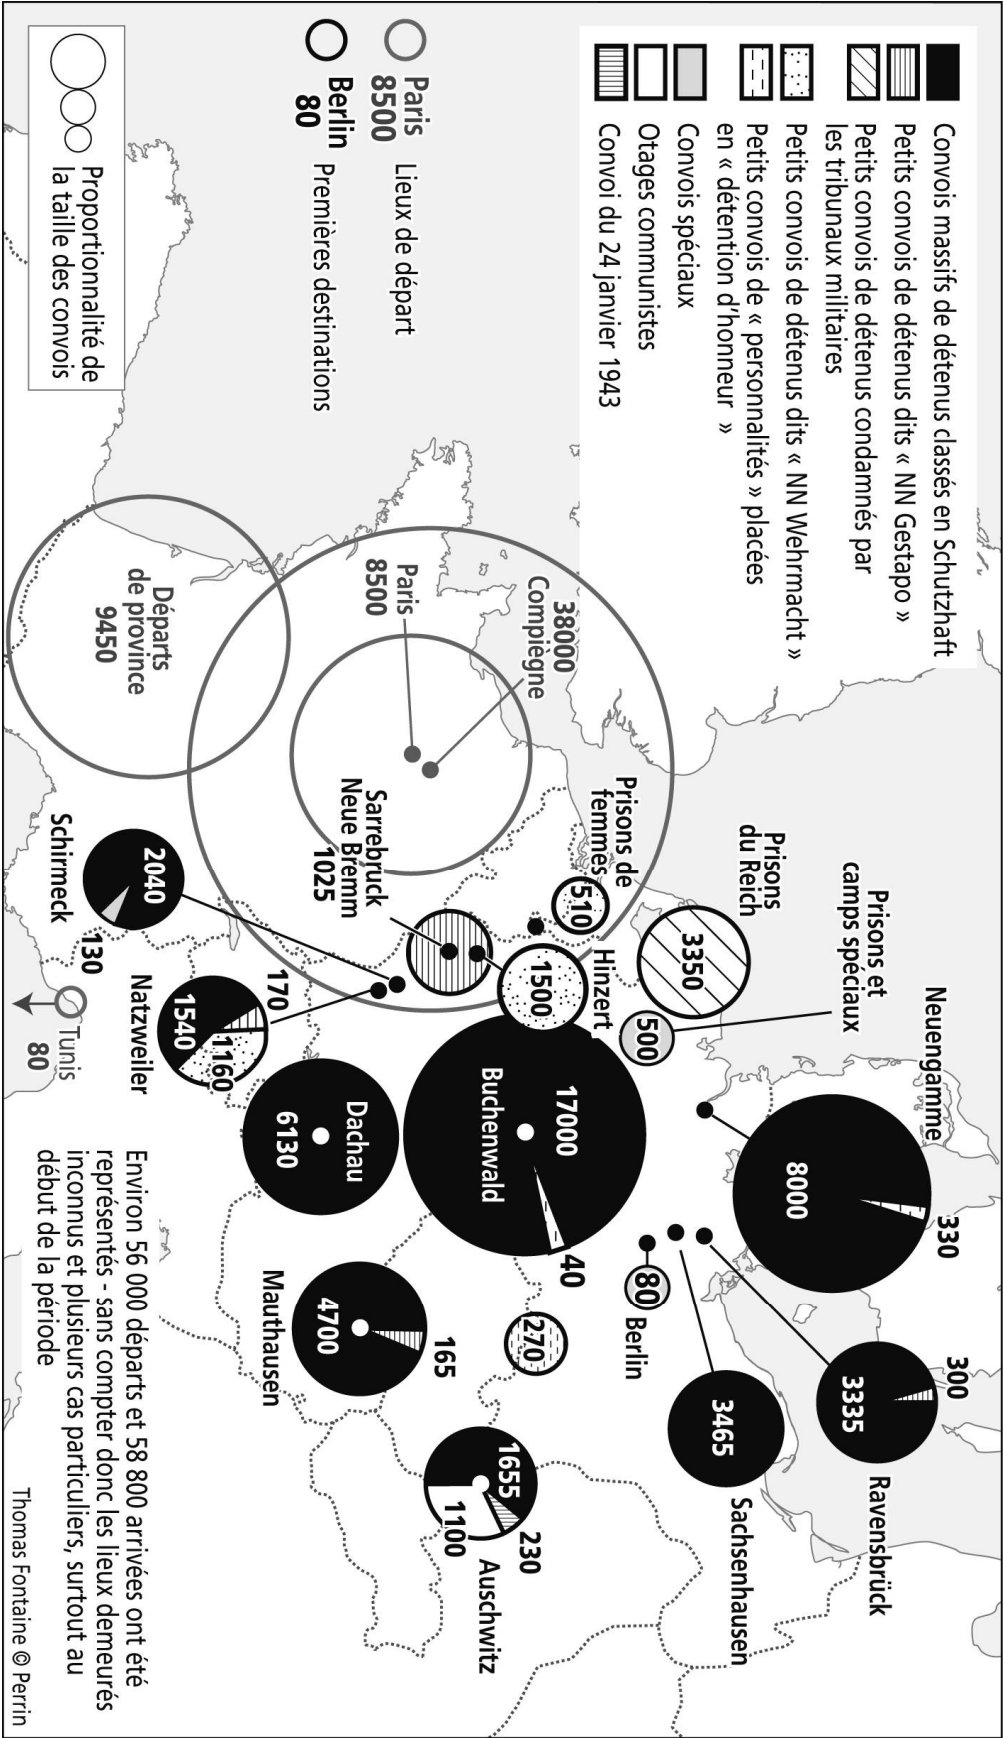 Convois massifs de détenus classés en Schutzhaft
Petits convois de détenus dits « NN Gestapo »
Petits convois de détenus condamnés par
les tribunaux militaires
Petits convois de détenus dits « NN Wehrmacht »
Petits convois de « personnalités » placées
en « détention d'honneur »
Convois spéciaux
Otages communistes
Convoi du 24 janvier 1943
Paris
8500
Lieux de départ
Berlin
80
Premières destinations
Proportionnalité de
la taille des convois
38000
Compiègne
Paris
8500
Départs
de province
9450
Prisons de
femmes
510
Prisons
du Reich
3350
Prisons et
camps spéciaux
500
Neuengamme
8000
330
300
3335
Ravensbrück
3465
Sachsenhausen
80
Berlin
Hinzert
1500
Sarrebruck
Neue Bremm
1025
17000
Buchenwald
40
270
1655
230
1100
Auschwitz
Dachau
6130
165
4700
Mauthausen
2040
130
Schirmeck
170
1160
1540
Natzweiler
Tunis
80
Environ 56 000 départs et 58 800 arrivées ont été
représentés - sans compter donc les lieux demeurés
inconnus et plusieurs cas particuliers, surtout au
début de la période
Thomas Fontaine © Perrin